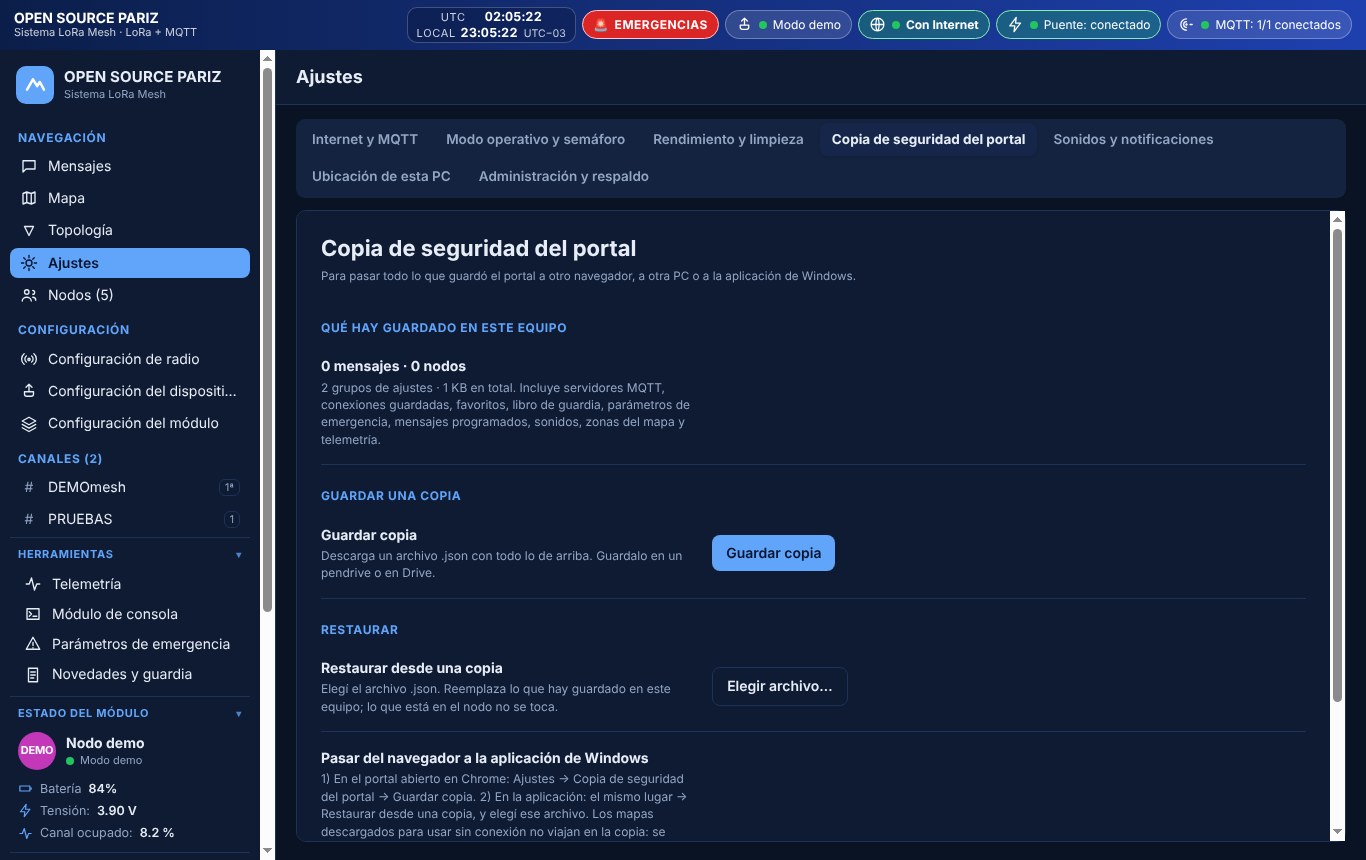 OPEN SOURCE PARIZ
Sistema LoRa Mesh · LoRa + MQTT
UTC 02:05:22
LOCAL 23:05:22 UTC−03
EMERGENCIAS
Modo demo
Con Internet
Puente: conectado
MQTT: 1/1 conectados
OPEN SOURCE PARIZ
Sistema LoRa Mesh
NAVEGACIÓN
Mensajes
Mapa
Topología
Ajustes
Nodos (5)
CONFIGURACIÓN
Configuración de radio
Configuración del dispositi...
Configuración del módulo
CANALES (2)
# DEMOmesh 1ª
# PRUEBAS 1
HERRAMIENTAS
Telemetría
Módulo de consola
Parámetros de emergencia
Novedades y guardia
ESTADO DEL MÓDULO
DEMO
Nodo demo
Modo demo
Batería 84%
Tensión: 3.90 V
Canal ocupado: 8.2 %
Ajustes
Internet y MQTT
Modo operativo y semáforo
Rendimiento y limpieza
Copia de seguridad del portal
Sonidos y notificaciones
Ubicación de esta PC
Administración y respaldo
Copia de seguridad del portal
Para pasar todo lo que guardó el portal a otro navegador, a otra PC o a la aplicación de Windows.
QUÉ HAY GUARDADO EN ESTE EQUIPO
0 mensajes · 0 nodos
2 grupos de ajustes · 1 KB en total. Incluye servidores MQTT,
conexiones guardadas, favoritos, libro de guardia, parámetros de
emergencia, mensajes programados, sonidos, zonas del mapa y
telemetría.
GUARDAR UNA COPIA
Guardar copia
Descarga un archivo .json con todo lo de arriba. Guardalo en un
pendrive o en Drive.
Guardar copia
RESTAURAR
Restaurar desde una copia
Elegí el archivo .json. Reemplaza lo que hay guardado en este
equipo; lo que está en el nodo no se toca.
Elegir archivo...
Pasar del navegador a la aplicación de Windows
1) En el portal abierto en Chrome: Ajustes → Copia de seguridad
del portal → Guardar copia. 2) En la aplicación: el mismo lugar →
Restaurar desde una copia, y elegí ese archivo. Los mapas
descargados para usar sin conexión no viajan en la copia: se